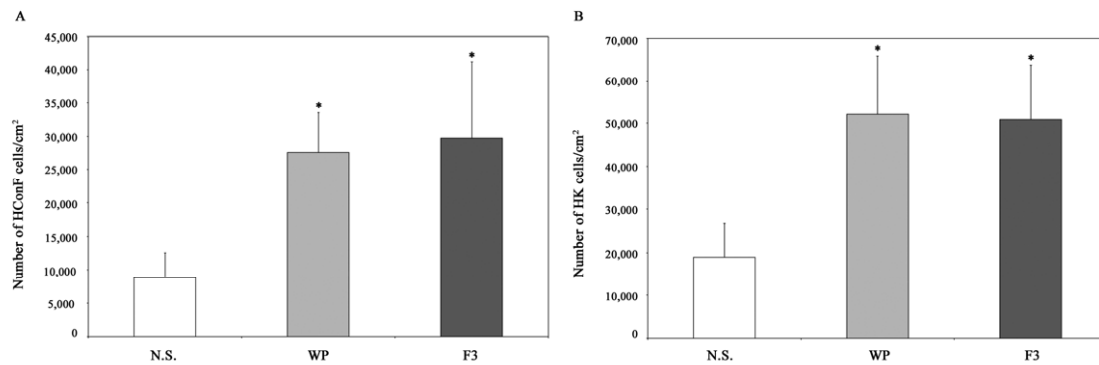 A
Number of HConF cells/cm²
45,000
40,000
35,000
30,000
25,000
20,000
15,000
10,000
5,000
0
*
*
N.S.
WP
F3
B
Number of HK cells/cm²
70,000
60,000
50,000
40,000
30,000
20,000
10,000
0
*
*
N.S.
WP
F3